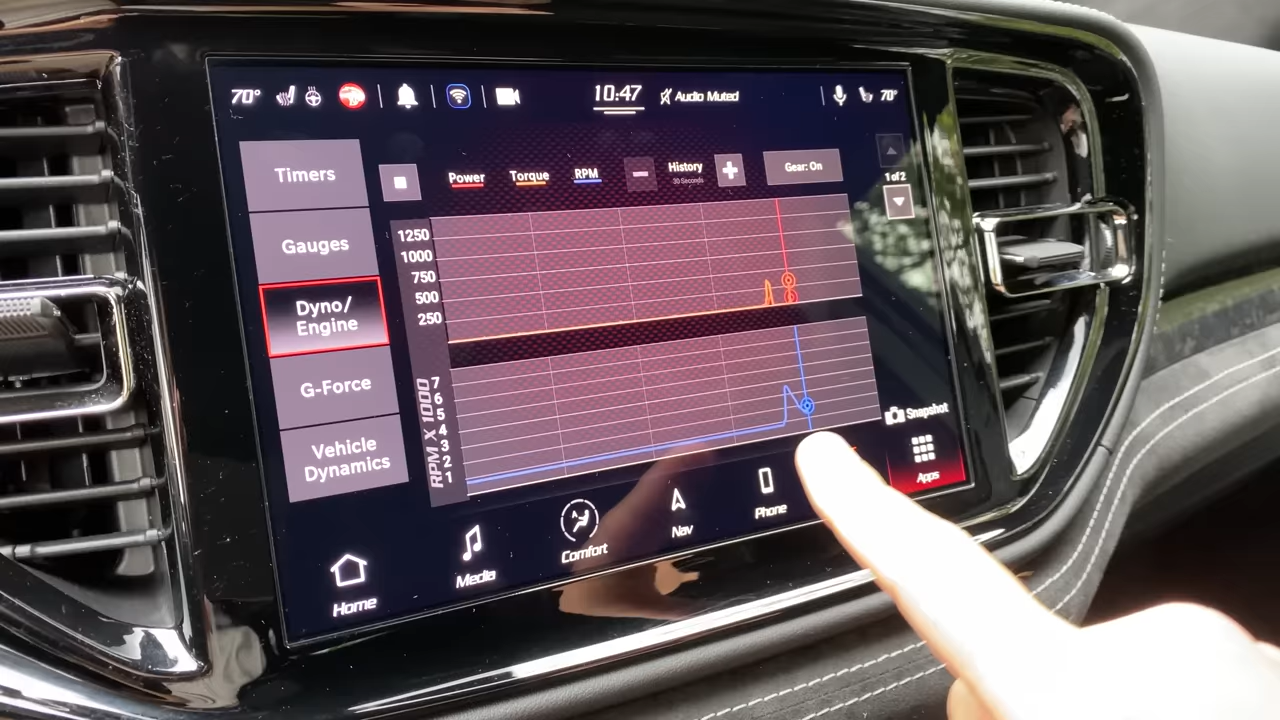 70°
10:47
Audio Muted
70°
Timers
Gauges
Dyno/
Engine
G-Force
Vehicle
Dynamics
Power
Torque
RPM
History
30 Seconds
Gear: On
1 of 2
1250
1000
750
500
250
RPM X 1000
7
6
5
4
3
2
1
Snapshot
Home
Media
A
Comfort
Nav
Phone
Apps